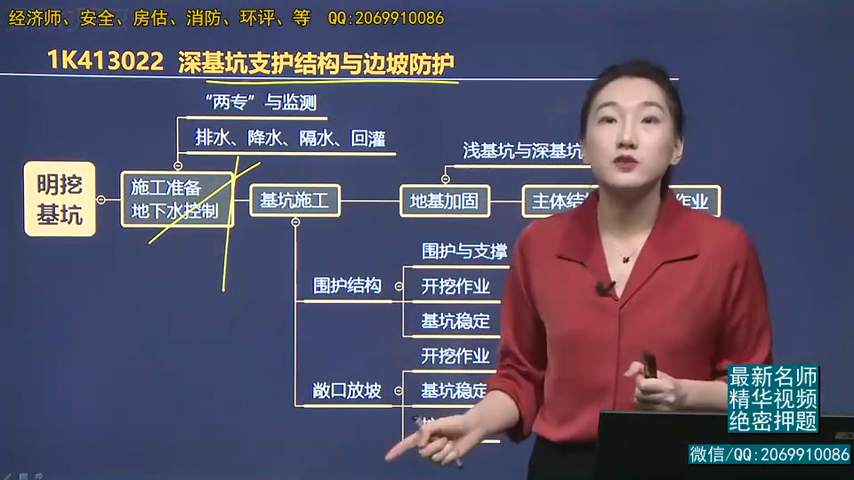 经济师、安全、房估、消防、环评、等 QQ:2069910086
1K413022 深基坑支护结构与边坡防护
“两专”与监测
排水、降水、隔水、回灌
浅基坑与深基坑
明挖
基坑
施工准备
地下水控制
基坑施工
地基加固
主体结
作业
围护与支撑
围护结构
开挖作业
基坑稳定
开挖作业
敞口放坡
基坑稳定
最新名师
精华视频
绝密押题
微信/QQ:2069910086